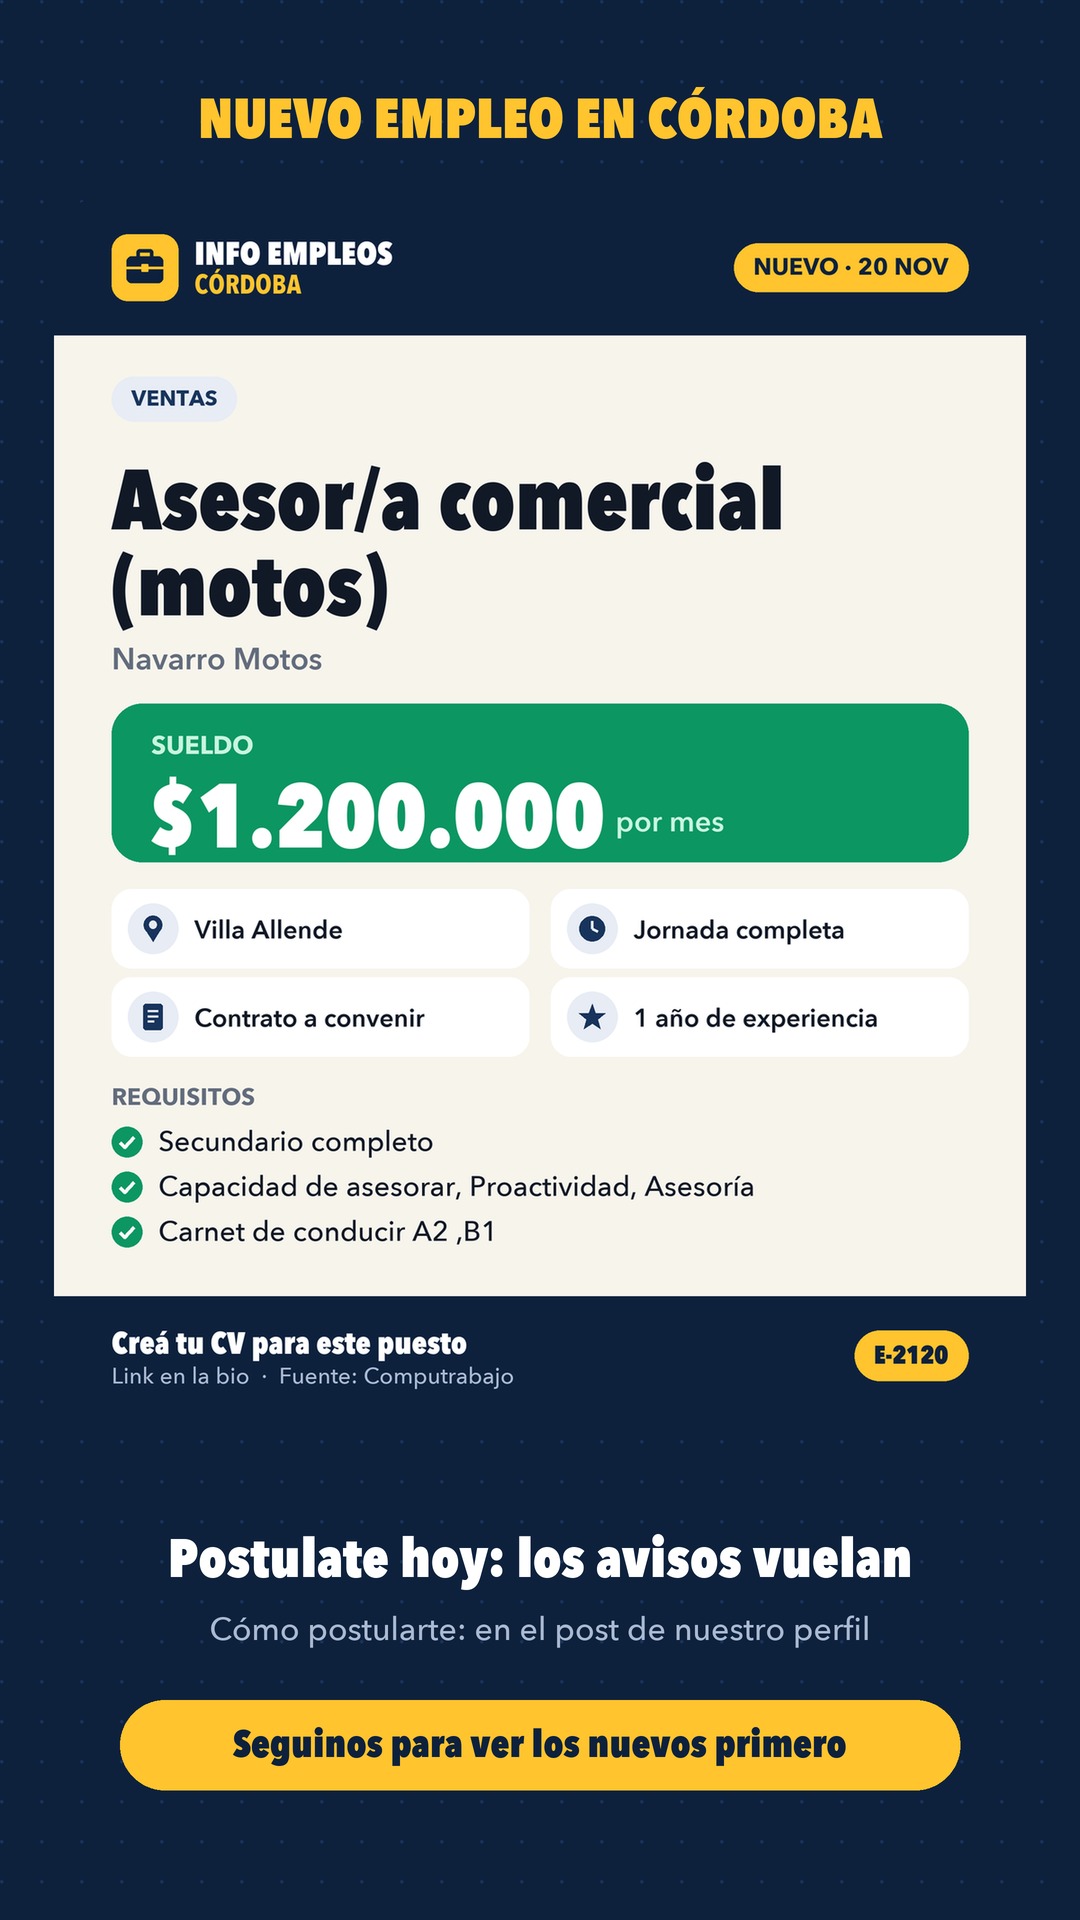 NUEVO EMPLEO EN CÓRDOBA
INFO EMPLEOS
CÓRDOBA
NUEVO · 20 NOV
VENTAS
Asesor/a comercial
(motos)
Navarro Motos
SUELDO
$1.200.000 por mes
Villa Allende
Jornada completa
Contrato a convenir
1 año de experiencia
REQUISITOS
Secundario completo
Capacidad de asesorar, Proactividad, Asesoría
Carnet de conducir A2 ,B1
Creá tu CV para este puesto
Link en la bio · Fuente: Computrabajo
E-2120
Postulate hoy: los avisos vuelan
Cómo postularte: en el post de nuestro perfil
Seguinos para ver los nuevos primero